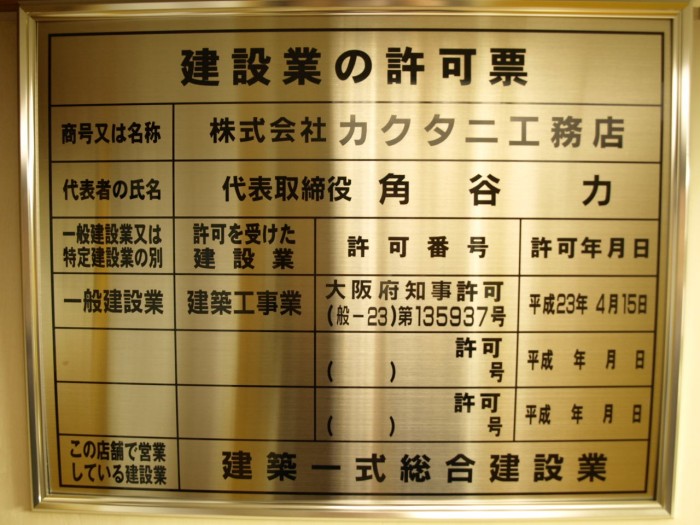 建設業の許可票
商号又は名称 株式会社カクタニ工務店
代表者の氏名 代表取締役 角谷 力
一般建設業又は
特定建設業の別
許可を受けた
建設業
許可番号
許可年月日
一般建設業
建築工事業
大阪府知事許可
(般-23)第135937号
平成23年 4月15日
許可
( ) 号
平成 年 月 日
許可
( ) 号
平成 年 月 日
この店舗で営業
している建設業
建築一式総合建設業